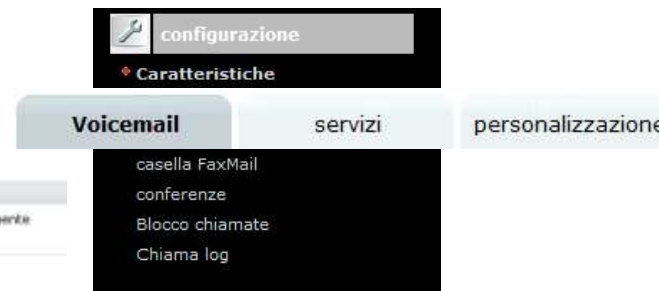 configurazione
Caratteristiche
Voicemail servizi personalizzazione
casella FaxMail
conferenze
Blocco chiamate
Chiama log